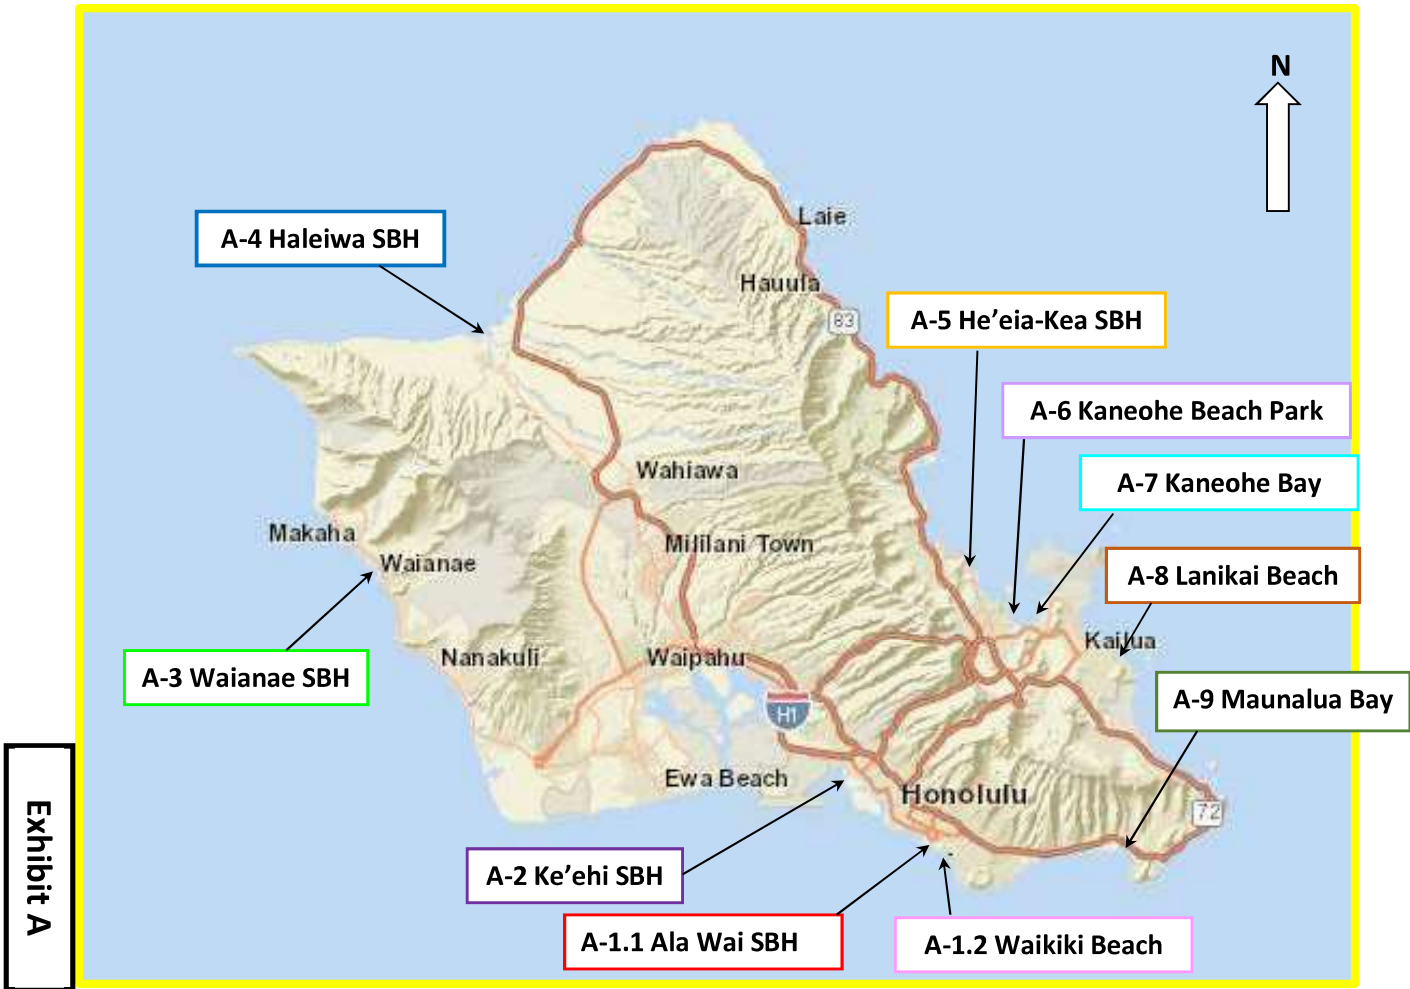 N
Laie
A-4 Haleiwa SBH
Hauula
83
A-5 He’eia-Kea SBH
A-6 Kaneohe Beach Park
Wahiawa
A-7 Kaneohe Bay
Makaha
Mililani Town
Waianae
A-8 Lanikai Beach
Kailua
Nanakuli
Waipahu
A-3 Waianae SBH
A-9 Maunalua Bay
H1
Ewa Beach
Honolulu
72
Exhibit A
A-2 Ke’ehi SBH
A-1.1 Ala Wai SBH
A-1.2 Waikiki Beach